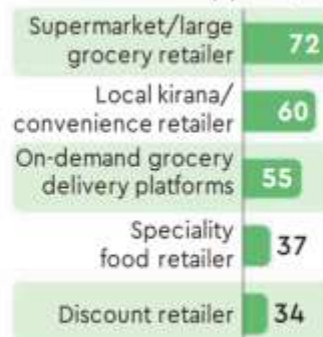 Supermarket/large
grocery retailer
72
Local kirana/
convenience retailer
60
On-demand grocery
delivery platforms
55
Speciality
food retailer
37
Discount retailer
34